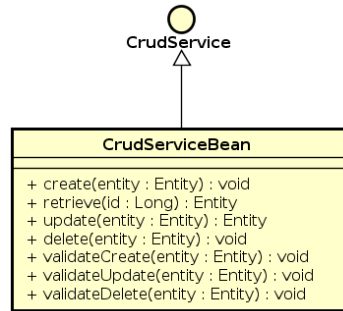 CrudService
CrudServiceBean
+ create(entity : Entity) : void
+ retrieve(id : Long) : Entity
+ update(entity : Entity) : Entity
+ delete(entity : Entity) : void
+ validateCreate(entity : Entity) : void
+ validateUpdate(entity : Entity) : void
+ validateDelete(entity : Entity) : void